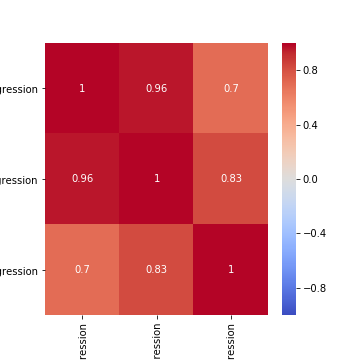 gression 1 0.96 0.7
gression 0.96 1 0.83
gression 0.7 0.83 1
0.8
0.4
0.0
−0.4
−0.8
ression
ression
ression